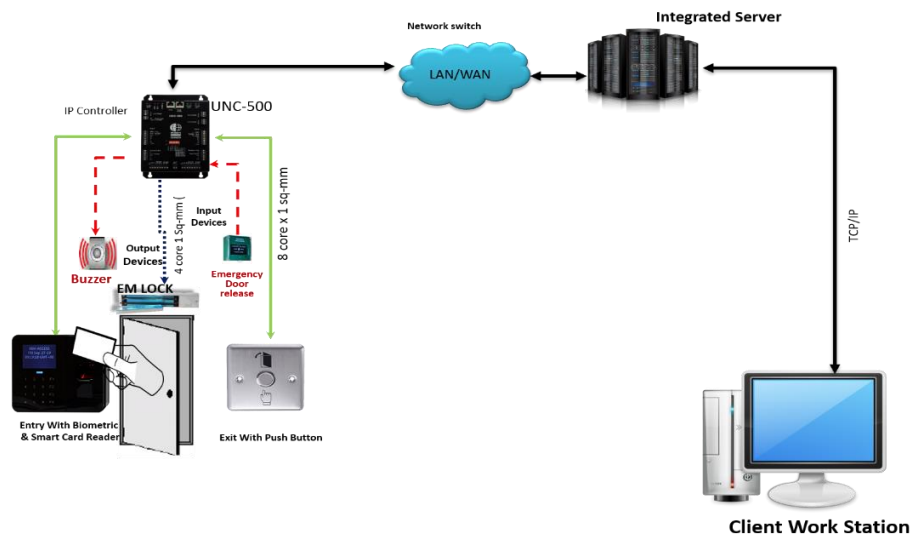 Integrated Server
Network switch
LAN/WAN
UNC-500
IP Controller
TCP/IP
8 core x 1 sq-mm
4 core 1 Sq-mm (
Input
Devices
Output
Devices
Buzzer
Emergency
Door
release
EM LOCK
Entry With Biometric
& Smart Card Reader
Exit With Push Button
Client Work Station